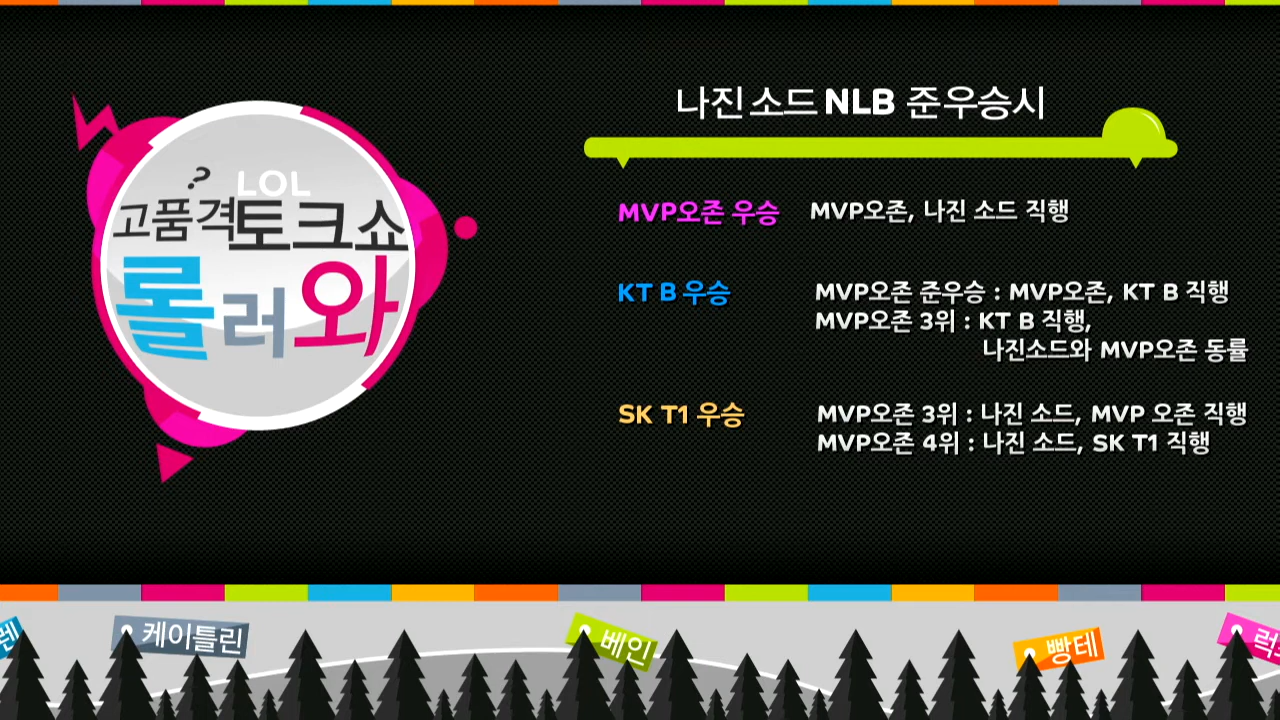 나진 소드 NLB 준우승시
?
LOL
고품격 토크쇼
롤러와
MVP오존 우승 MVP오존, 나진 소드 직행
KT B 우승 MVP오존 준우승 : MVP오존, KT B 직행
MVP오존 3위 : KT B 직행,
나진소드와 MVP오존 동률
SK T1 우승 MVP오존 3위 : 나진 소드, MVP 오존 직행
MVP오존 4위 : 나진 소드, SK T1 직행
케이틀린
베인
빵테